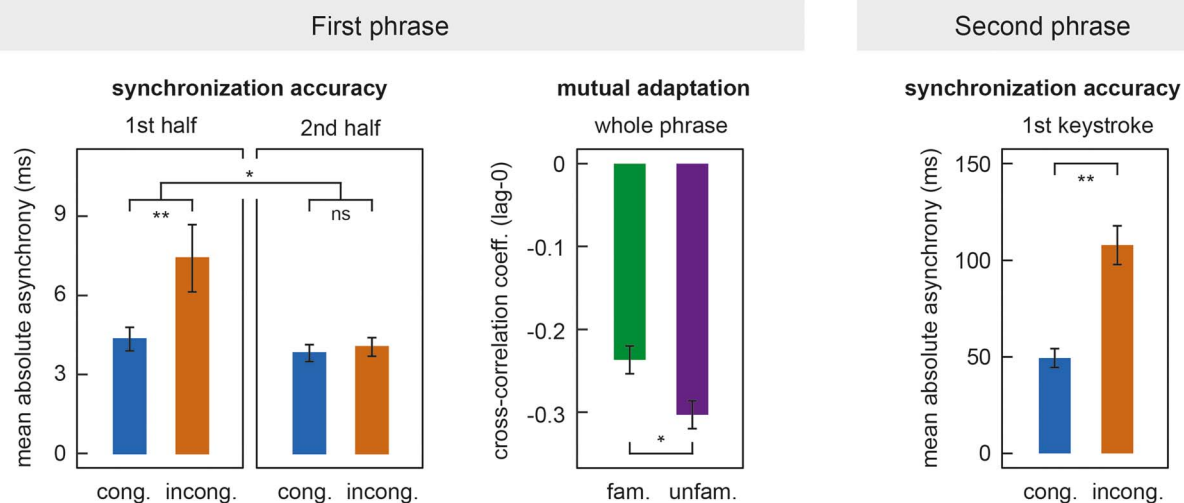 First phrase
Second phrase
synchronization accuracy
1st half
2nd half
mean absolute asynchrony (ms)
9
6
3
0
*
**
ns
cong.
incong.
cong.
incong.
mutual adaptation
whole phrase
cross-correlation coeff. (lag-0)
0
-0.1
-0.2
-0.3
*
fam.
unfam.
synchronization accuracy
1st keystroke
mean absolute asynchrony (ms)
150
100
50
0
**
cong.
incong.